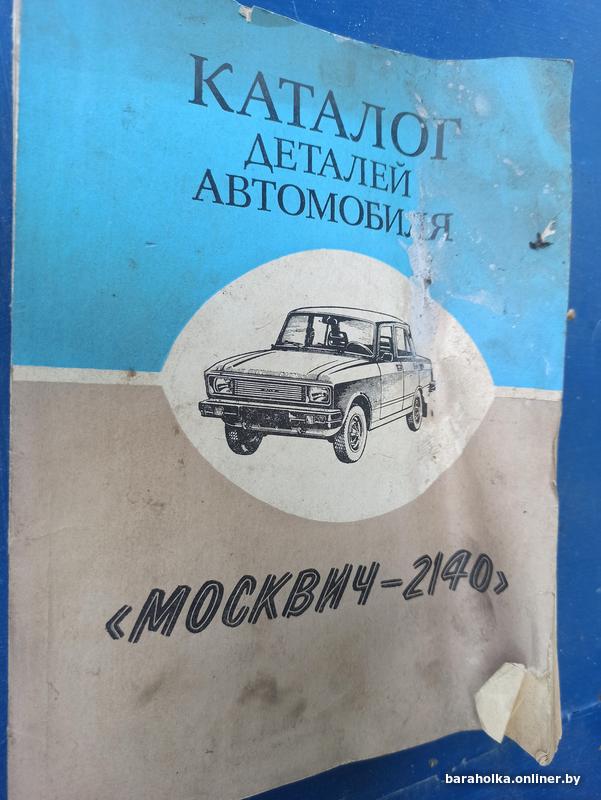 КАТАЛОГ
ДЕТАЛЕЙ
АВТОМОБИЛЯ
«МОСКВИЧ–2140»
baraholka.onliner.by